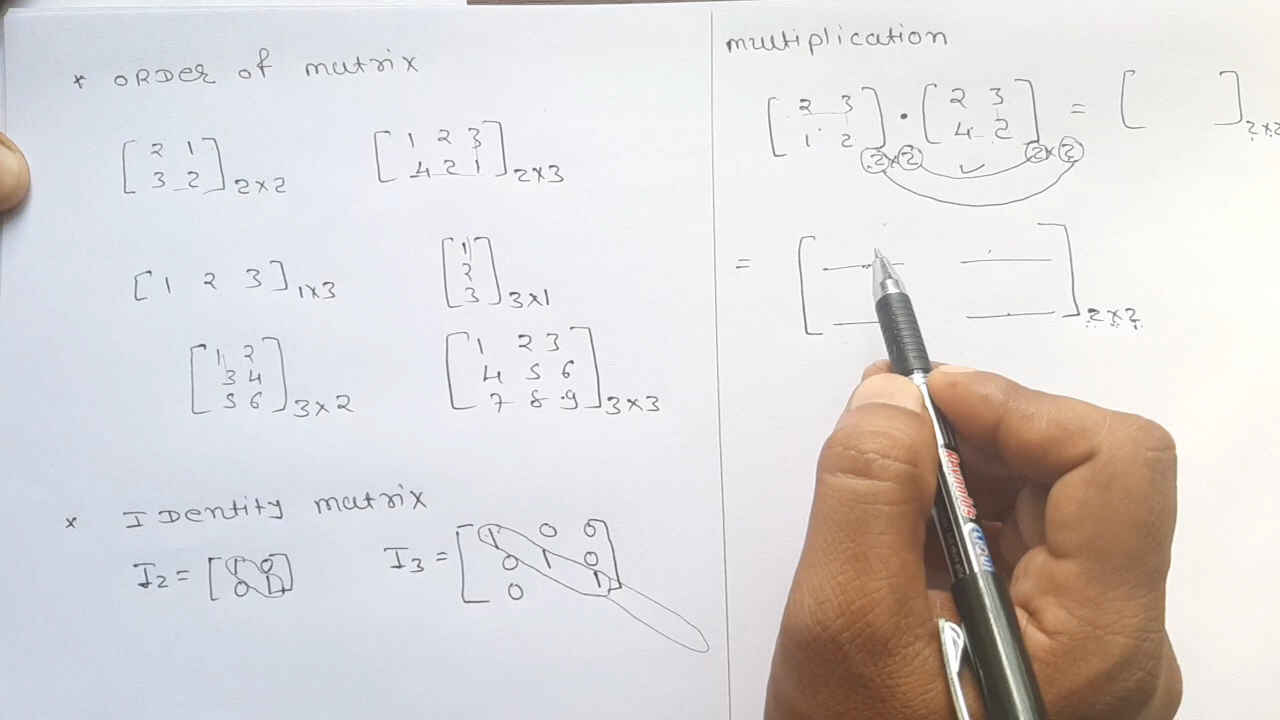 * ORDER of matrix
[2 1
3 2]2×2
[1 2 3
4 2 1]2×3
[1 2 3]1×3
[1
2
3]3×1
[1 2
3 4
5 6]3×2
[1 2 3
4 5 6
7 8 9]3×3
* IDentity matrix
I2 = [1 0
0 1]
I3 = [1 0 0
0 1 0
0 1]
multiplication
[2 3
1 2] · [2 3
4 2] = [ ]2×2
2×2 ✓ 2×2
= [ ]2×2
Reynolds